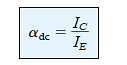 α_dc = I_C / I_E